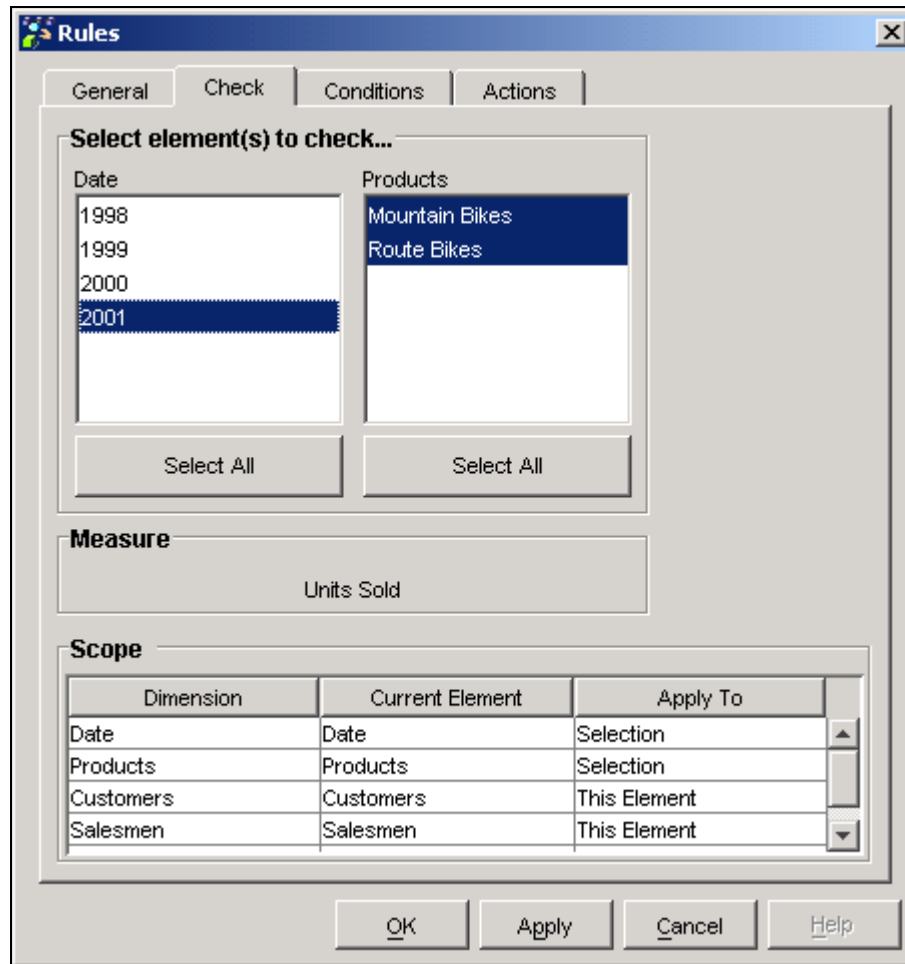 Rules
General Check Conditions Actions
Select element(s) to check...
Date Products
1998 Mountain Bikes
1999 Route Bikes
2000
2001
Select All Select All
Measure
Units Sold
Scope
Dimension Current Element Apply To
Date Date Selection
Products Products Selection
Customers Customers This Element
Salesmen Salesmen This Element
OK Apply Cancel Help